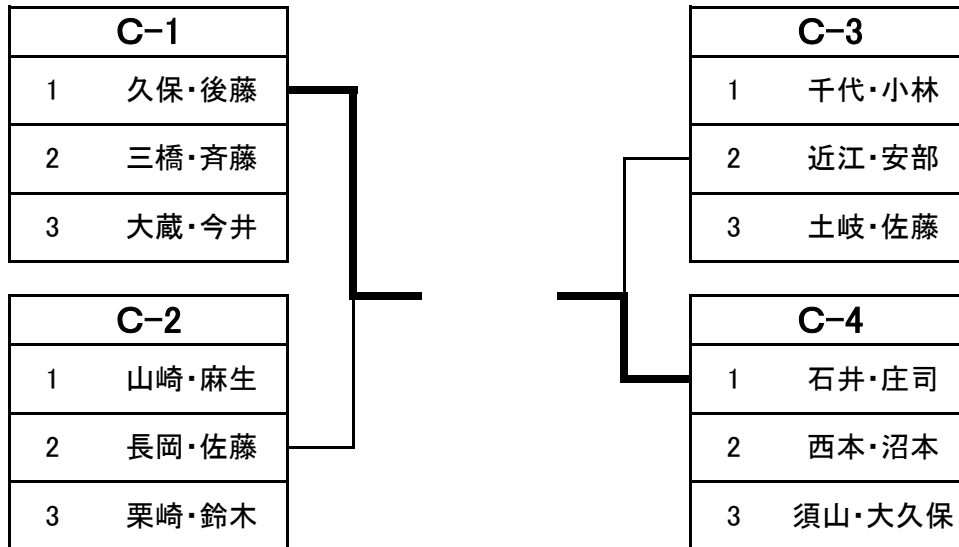 C-1
1 久保・後藤
2 三橋・斉藤
3 大蔵・今井
C-2
1 山崎・麻生
2 長岡・佐藤
3 栗崎・鈴木
C-3
1 千代・小林
2 近江・安部
3 土岐・佐藤
C-4
1 石井・庄司
2 西本・沼本
3 須山・大久保